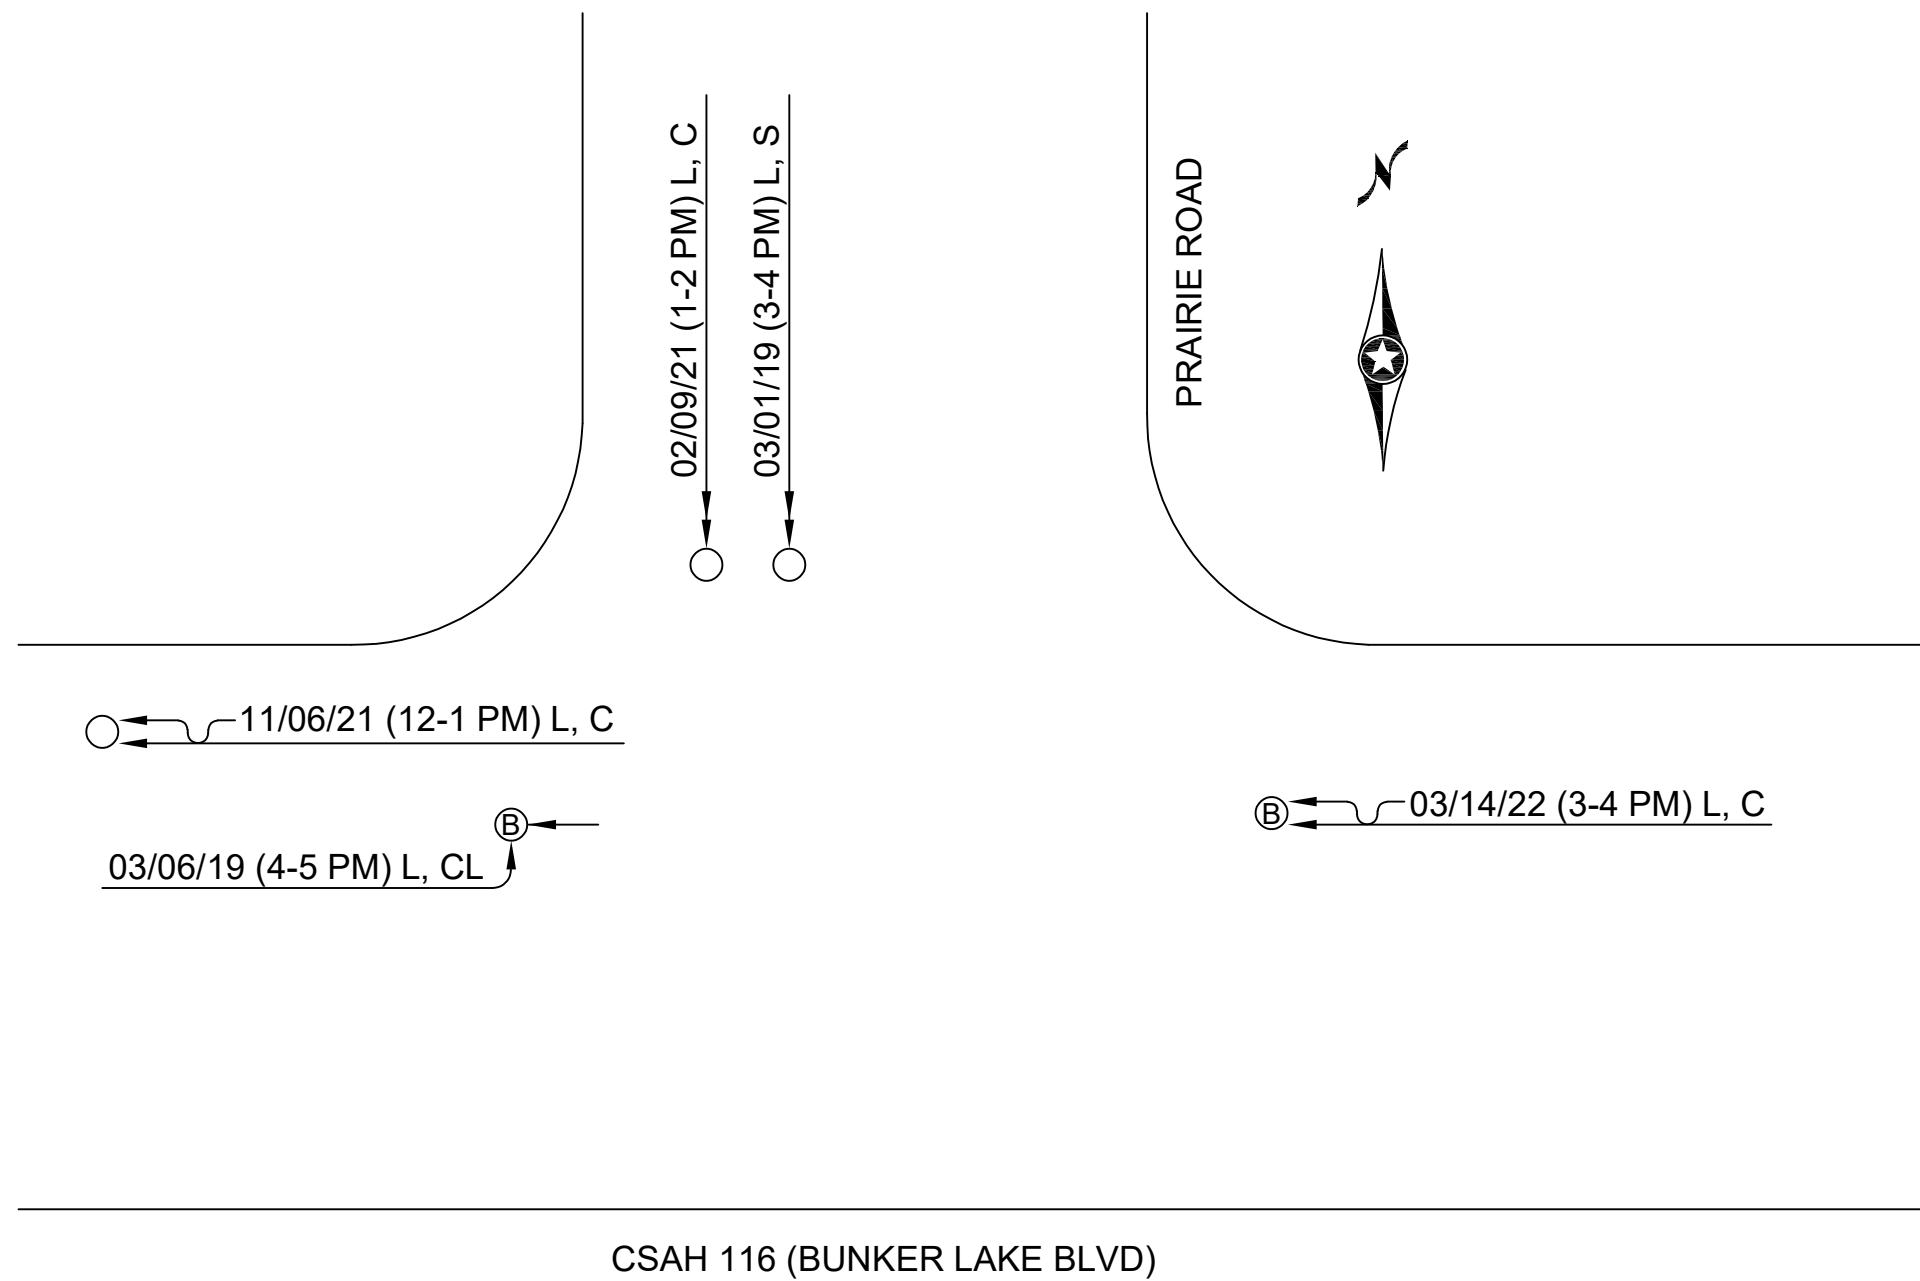 02/09/21 (1-2 PM) L, C
03/01/19 (3-4 PM) L, S
PRAIRIE ROAD
N
11/06/21 (12-1 PM) L, C
B
03/06/19 (4-5 PM) L, CL
B
03/14/22 (3-4 PM) L, C
CSAH 116 (BUNKER LAKE BLVD)